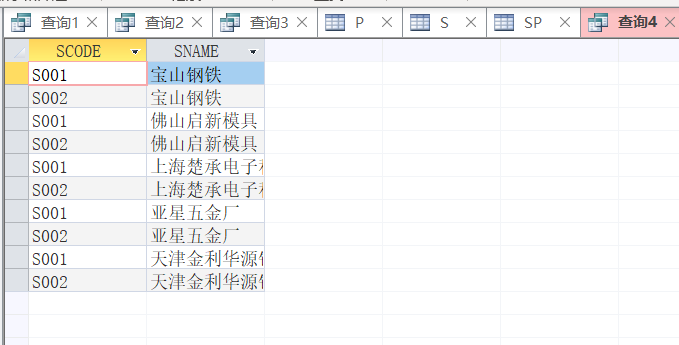 查询1 查询2 查询3 P S SP 查询4
SCODE SNAME
S001 宝山钢铁
S002 宝山钢铁
S001 佛山启新模具
S002 佛山启新模具
S001 上海楚承电子
S002 上海楚承电子
S001 亚星五金厂
S002 亚星五金厂
S001 天津金利华源
S002 天津金利华源